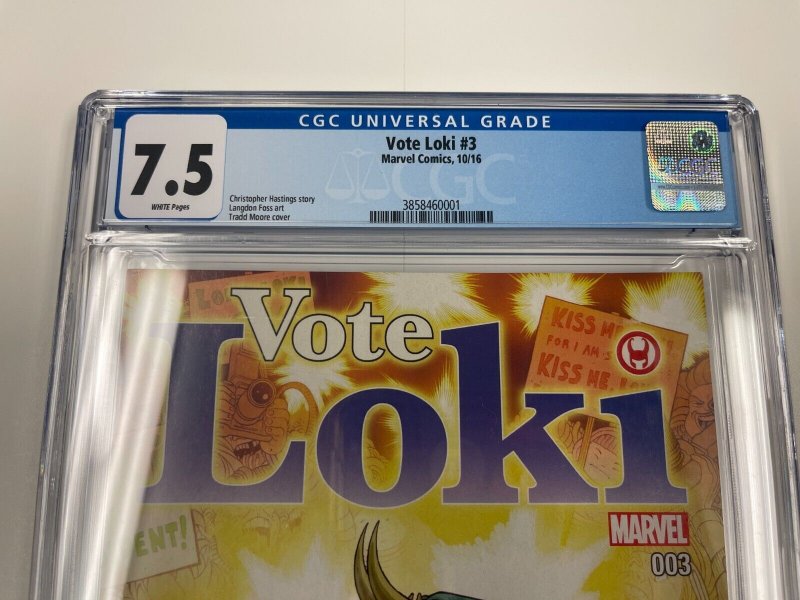 CGC UNIVERSAL GRADE
7.5
WHITE Pages
Vote Loki #3
Marvel Comics, 10/16
Christopher Hastings story
Langdon Foss art
Tradd Moore cover
CGC
3858460001
Vote
Loki
KISS ME
FOR I AM
KISS ME,
ENT!
MARVEL
003